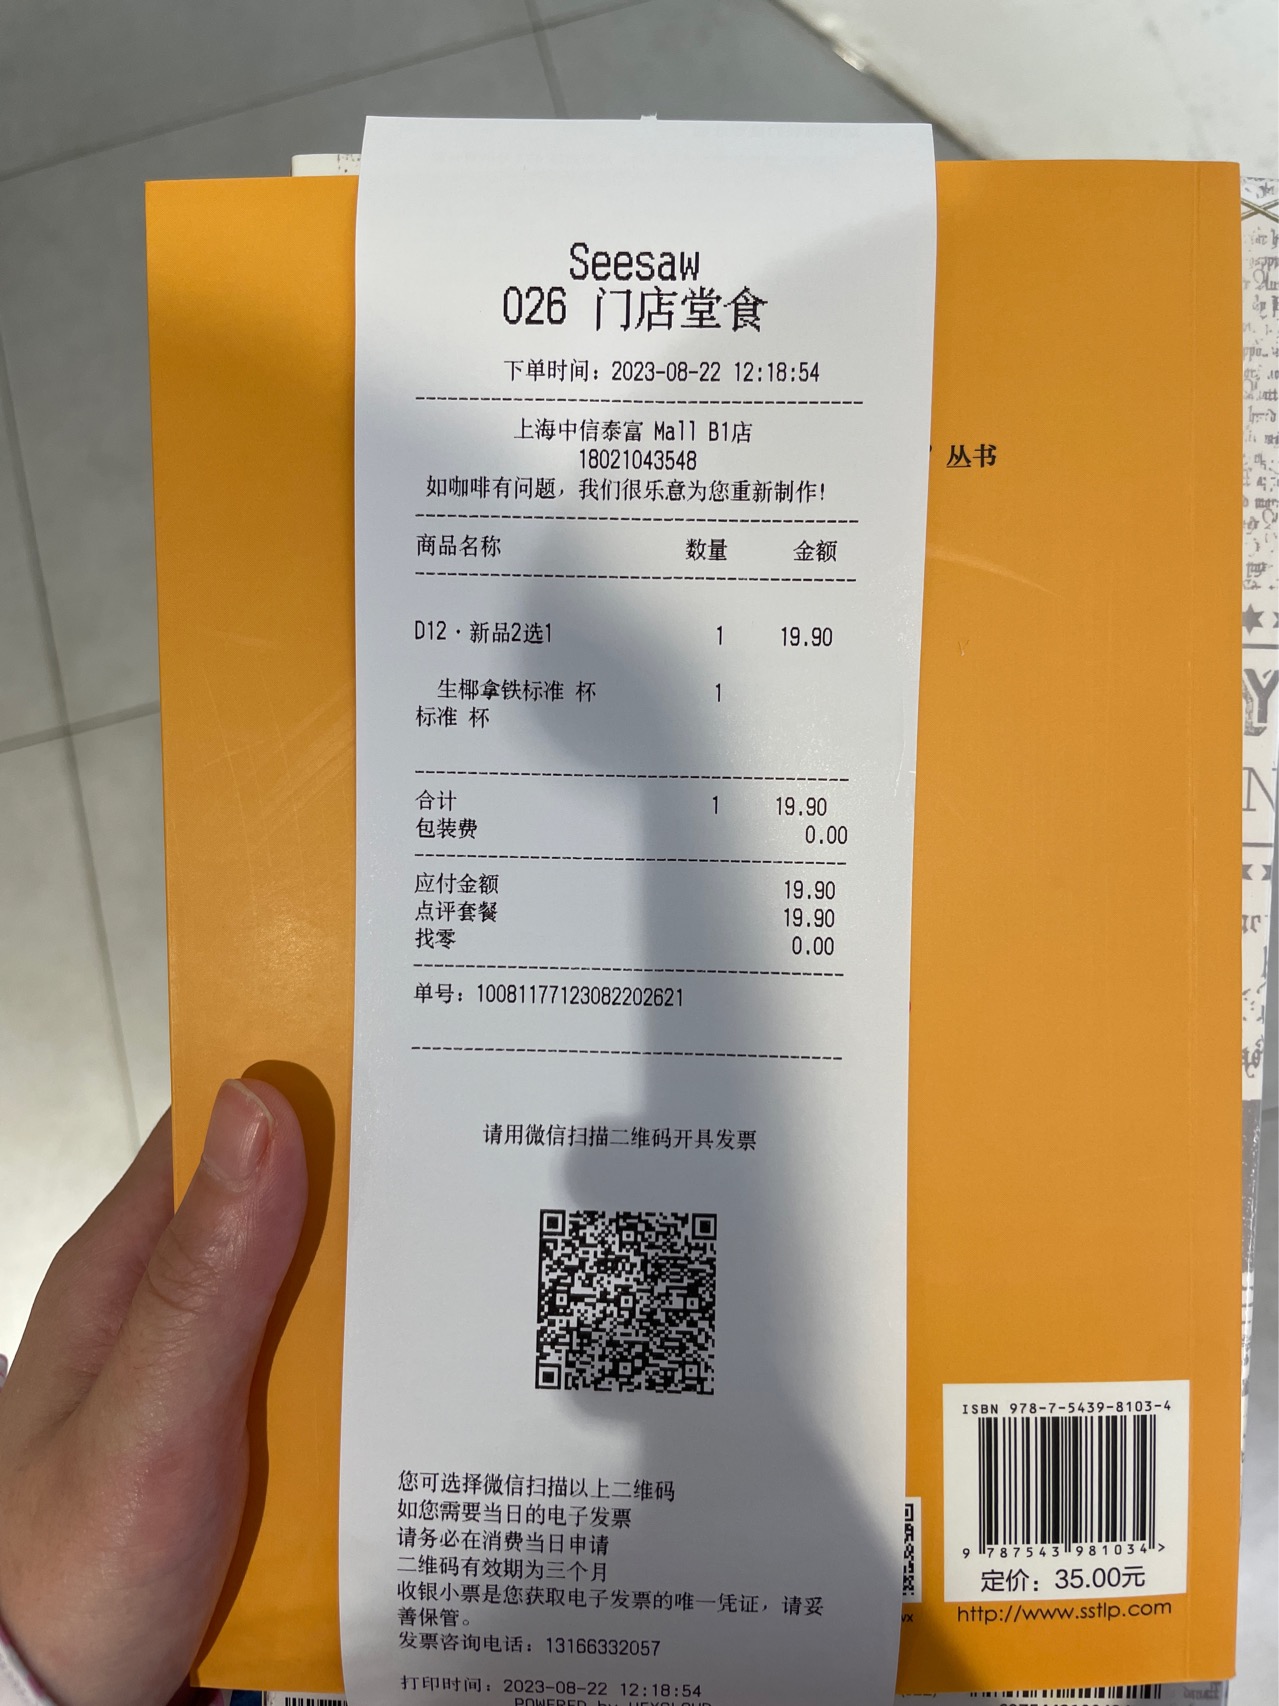 Seesaw
026 门店堂食
下单时间：2023-08-22 12:18:54
上海中信泰富 Mall B1店
18021043548
如咖啡有问题，我们很乐意为您重新制作！
商品名称 数量 金额
D12·新品2选1 1 19.90
生椰拿铁标准 杯 1
标准 杯
合计 1 19.90
包装费 0.00
应付金额 19.90
点评套餐 19.90
找零 0.00
单号：10081177123082202621
请用微信扫描二维码开具发票
您可选择微信扫描以上二维码
如您需要当日的电子发票
请务必在消费当日申请
二维码有效期为三个月
收银小票是您获取电子发票的唯一凭证，请妥
善保管。
发票咨询电话：13166332057
打印时间：2023-08-22 12:18:54
POWERED by HEXCLOUD
丛书
ISBN 978-7-5439-8103-4
9 787543 981034 >
定价：35.00元
http://www.sstlp.com